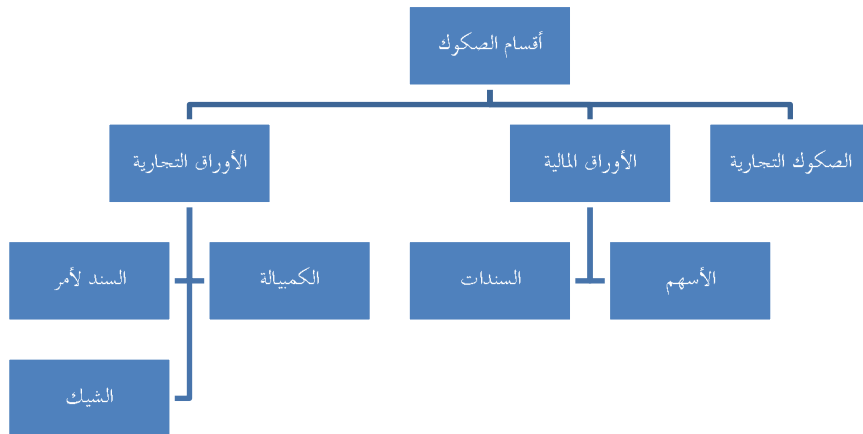 أقسام الصكوك
الصكوك التجارية
الأوراق المالية
الأوراق التجارية
الأسهم
السندات
الكمبيالة
السند لأمر
الشيك